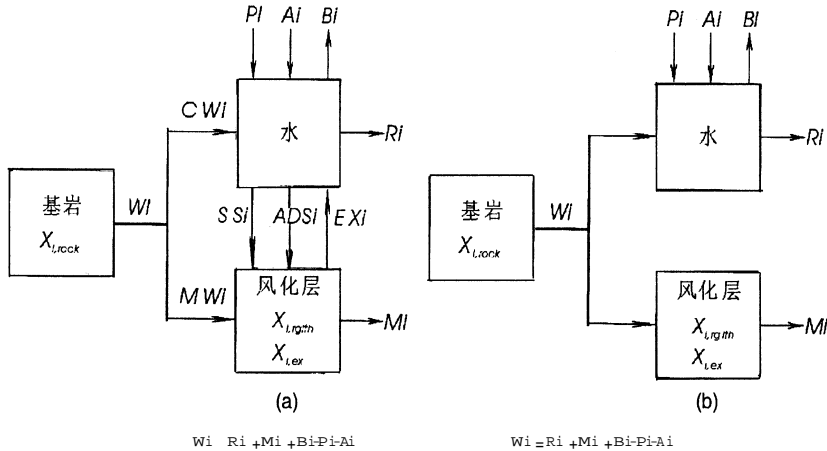 PI Ai Bi
CWi
水
Ri
基岩
Xi,rock
WI
SSi ADSi EXi
MWi
风化层
Xi,rgith
Xi,ex
MI
(a)
Wi Ri+Mi+Bi-Pi-Ai
Pi Ai BI
水
RI
基岩
Xi,rock
Wi
风化层
Xi,rgith
Xi,ex
MI
(b)
Wi=Ri+Mi+Bi-Pi-Ai